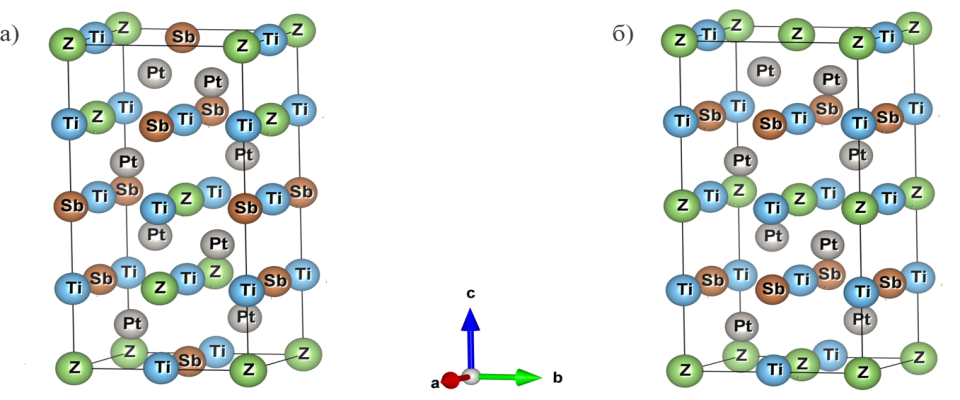 а)
Z Ti Z Sb Z Ti Z
Pt Pt
Ti Z Ti Sb Ti Sb Ti Z Ti
Pt Pt
Sb Ti Sb Ti Z Ti Sb Ti Sb
Pt Pt
Ti Sb Ti Z Ti Z Ti Sb Ti
Pt Pt
Z Z Ti Sb Ti Z Z
c
a b
б)
Z Ti Z Z Z Ti Z
Pt Pt
Ti Sb Ti Sb Ti Sb Ti Sb Ti
Pt Pt
Z Ti Z Ti Z Ti Z Ti Z
Pt Pt
Ti Sb Ti Sb Ti Sb Ti Sb Ti
Pt Pt
Z Z Ti Z Ti Z Z